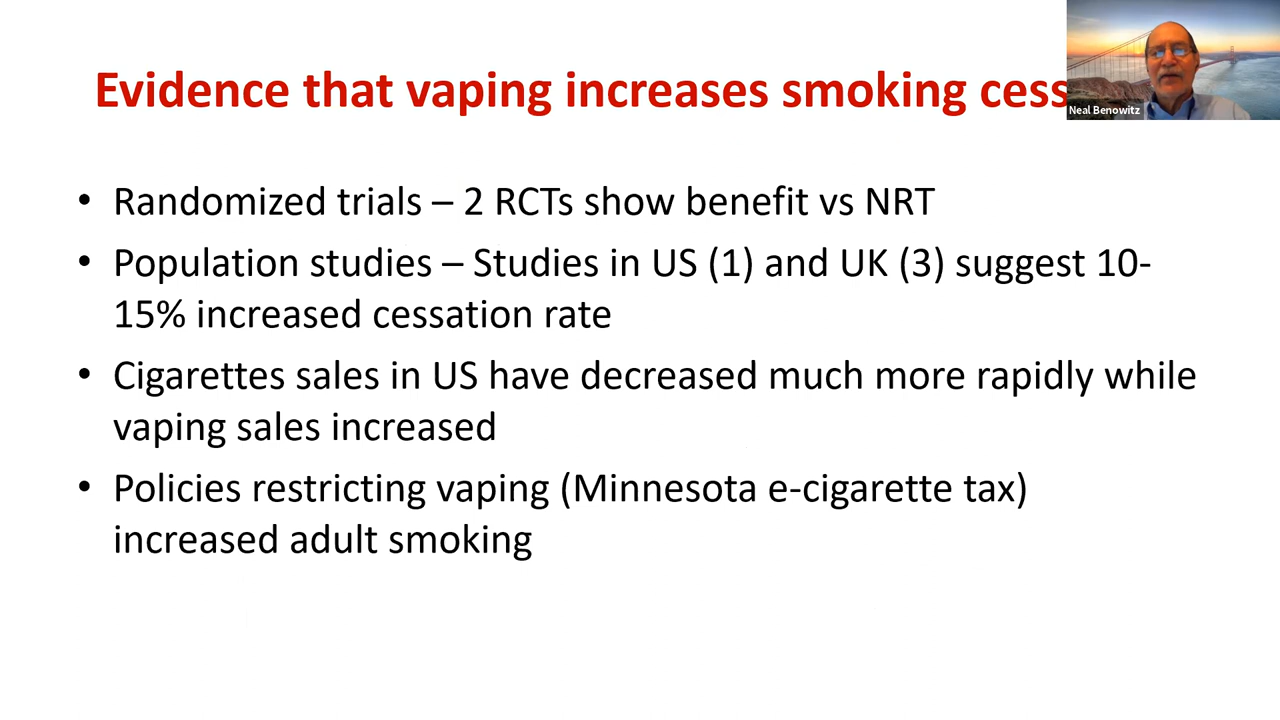 Evidence that vaping increases smoking cess
Neal Benowitz
• Randomized trials – 2 RCTs show benefit vs NRT
• Population studies – Studies in US (1) and UK (3) suggest 10-
15% increased cessation rate
• Cigarettes sales in US have decreased much more rapidly while
vaping sales increased
• Policies restricting vaping (Minnesota e-cigarette tax)
increased adult smoking